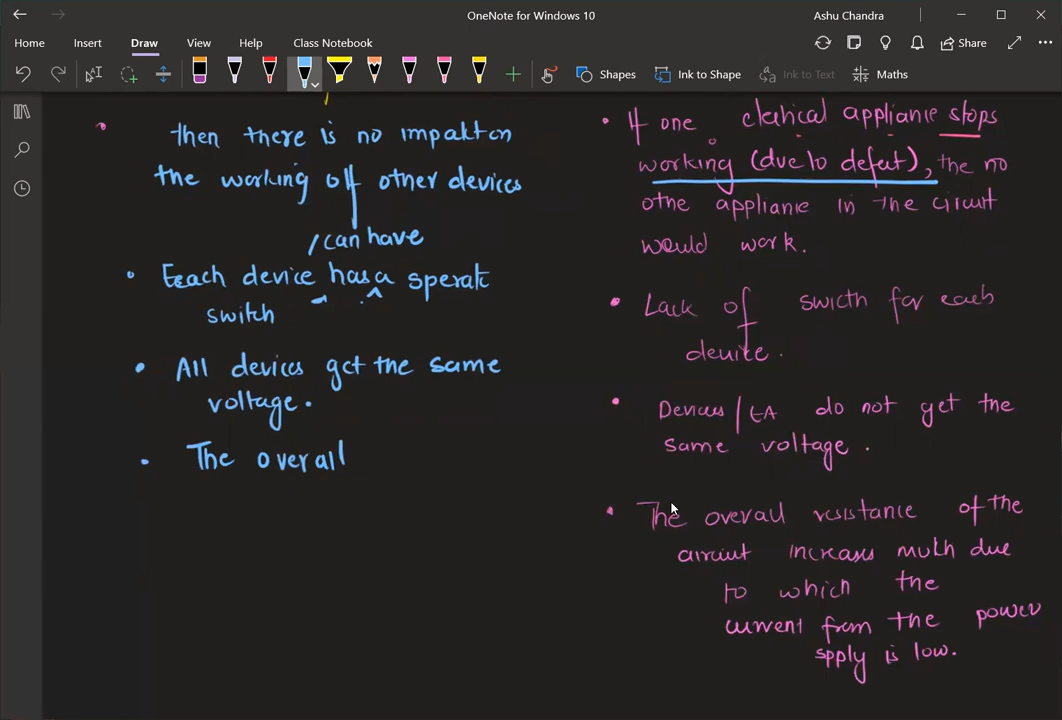 OneNote for Windows 10
Ashu Chandra
Home Insert Draw View Help Class Notebook
Share
Shapes Ink to Shape Ink to Text Maths
then there is no impakt on
the working off other devices
/can have
Eeach device has a sperate
switch
All devices get the same
voltage.
The overall
If one electrical appliance stops
working (due to defect), the no
othe appliance in the circuit
would work.
Lack of swicth for each
device.
Devices/EA do not get the
same voltage.
The overall resistance of the
circuit increases much due
to which the
current from the power
spply is low.